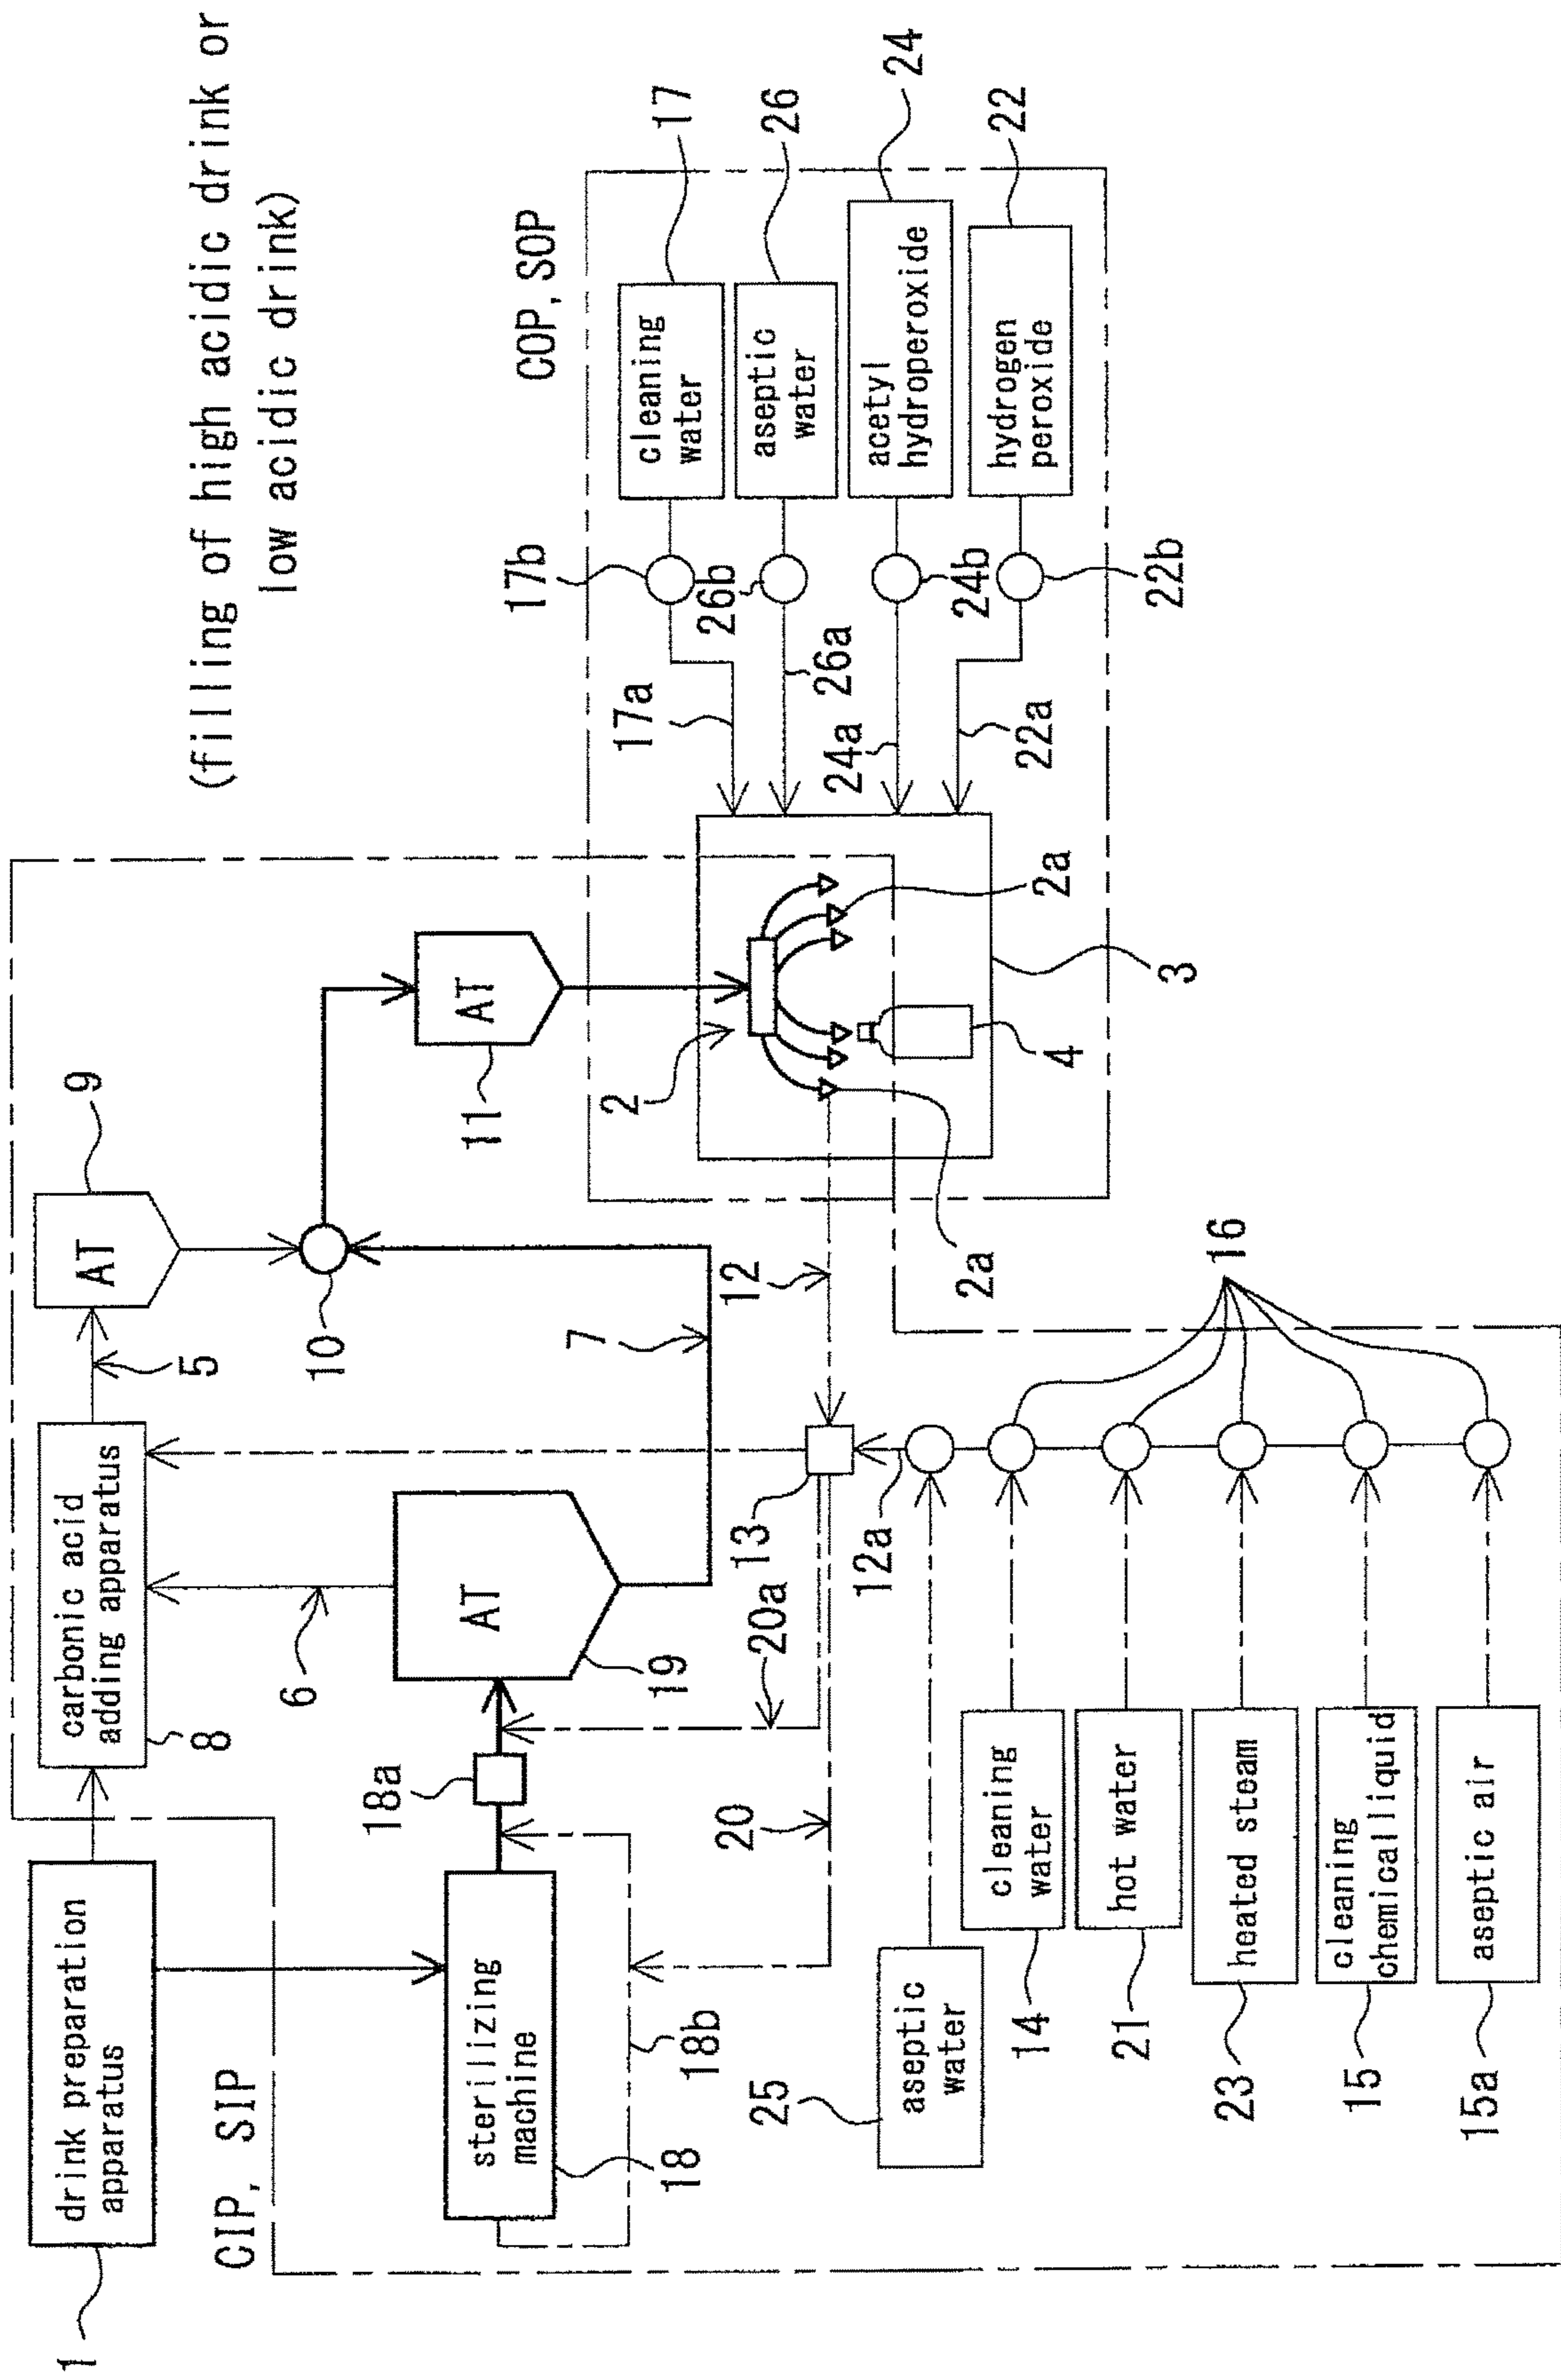 (filling of high acidic drink or
low acidic drink)
1
drink preparation
apparatus
CIP, SIP
carbonic acid
adding apparatus
8
5
AT
9
6
10
AT
11
7
18a
AT
19
sterilizing
machine
18
18b
20
20a
13
12
12a
2
2a
2a
3
4
COP, SOP
17a
17b
cleaning
water
17
26a
26b
aseptic
water
26
24a
24b
acetyl
hydroperoxide
24
22a
22b
hydrogen
peroxide
22
16
aseptic
water
25
cleaning
water
14
hot water
21
heated steam
23
cleaning
chemical liquid
15
aseptic air
15a